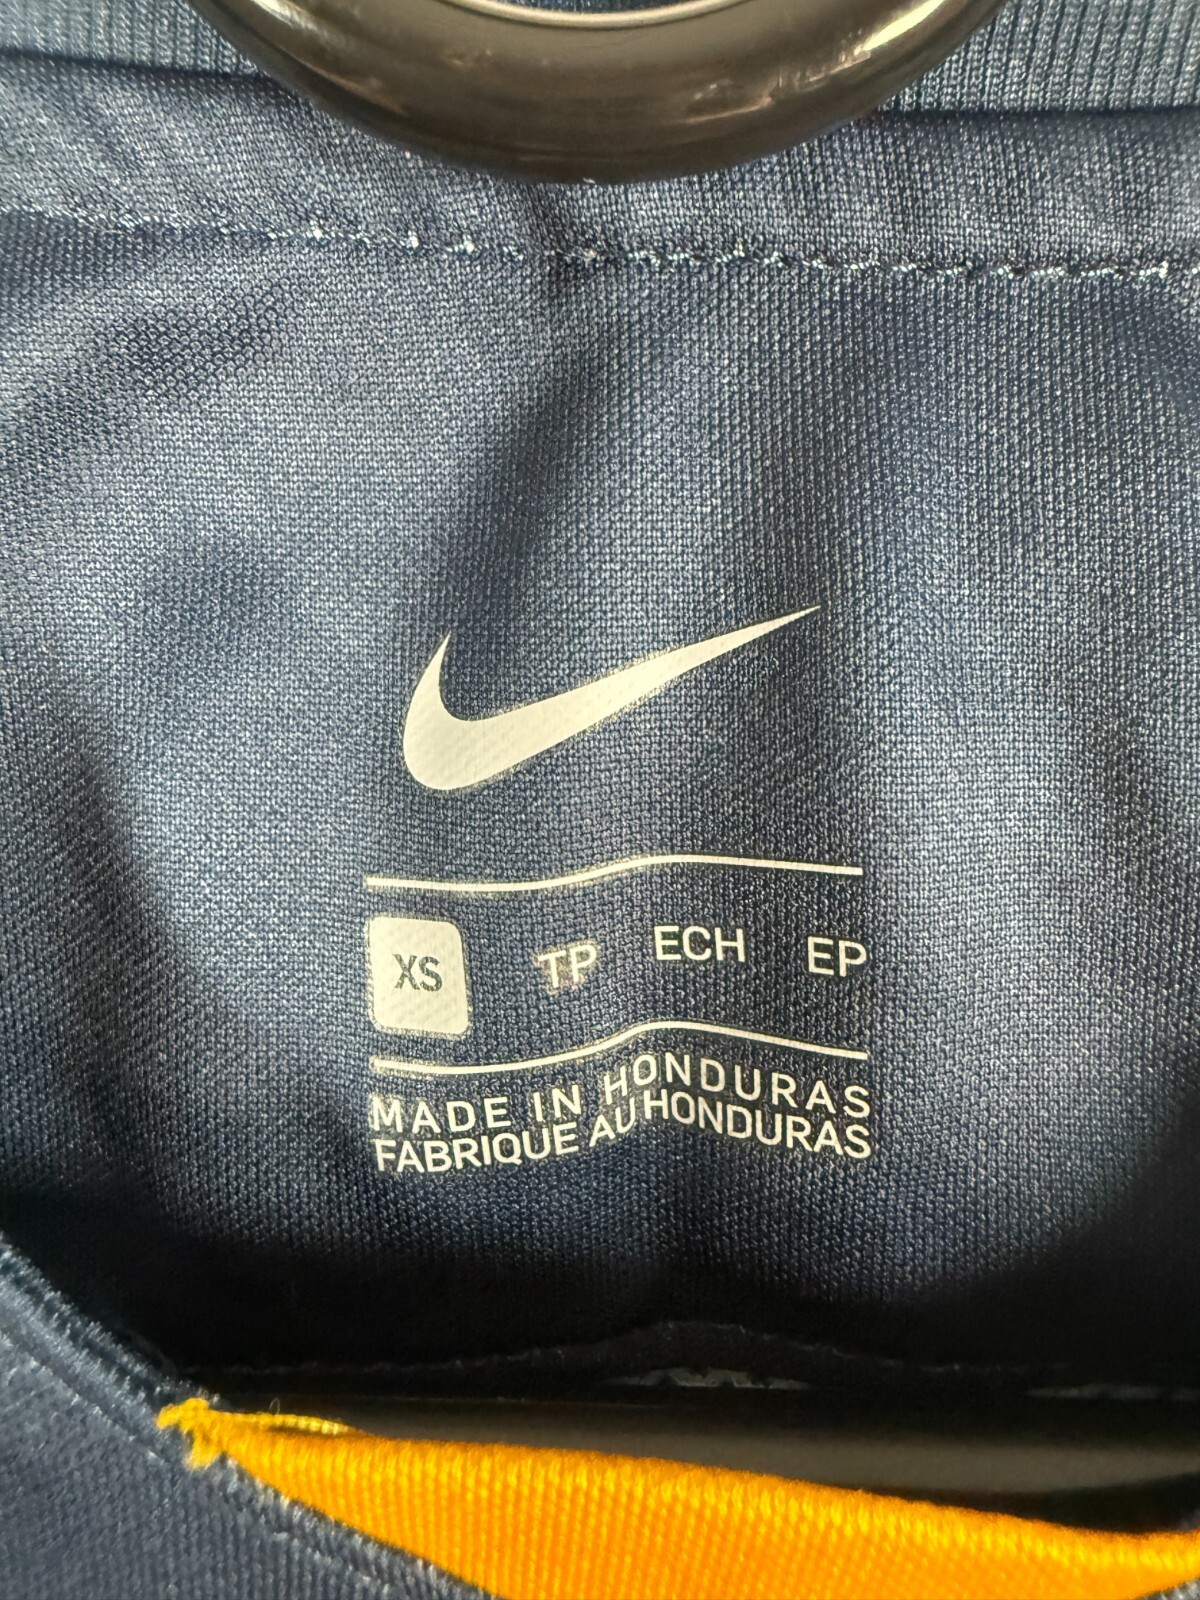 XS TP ECH EP
MADE IN HONDURAS
FABRIQUE AU HONDURAS